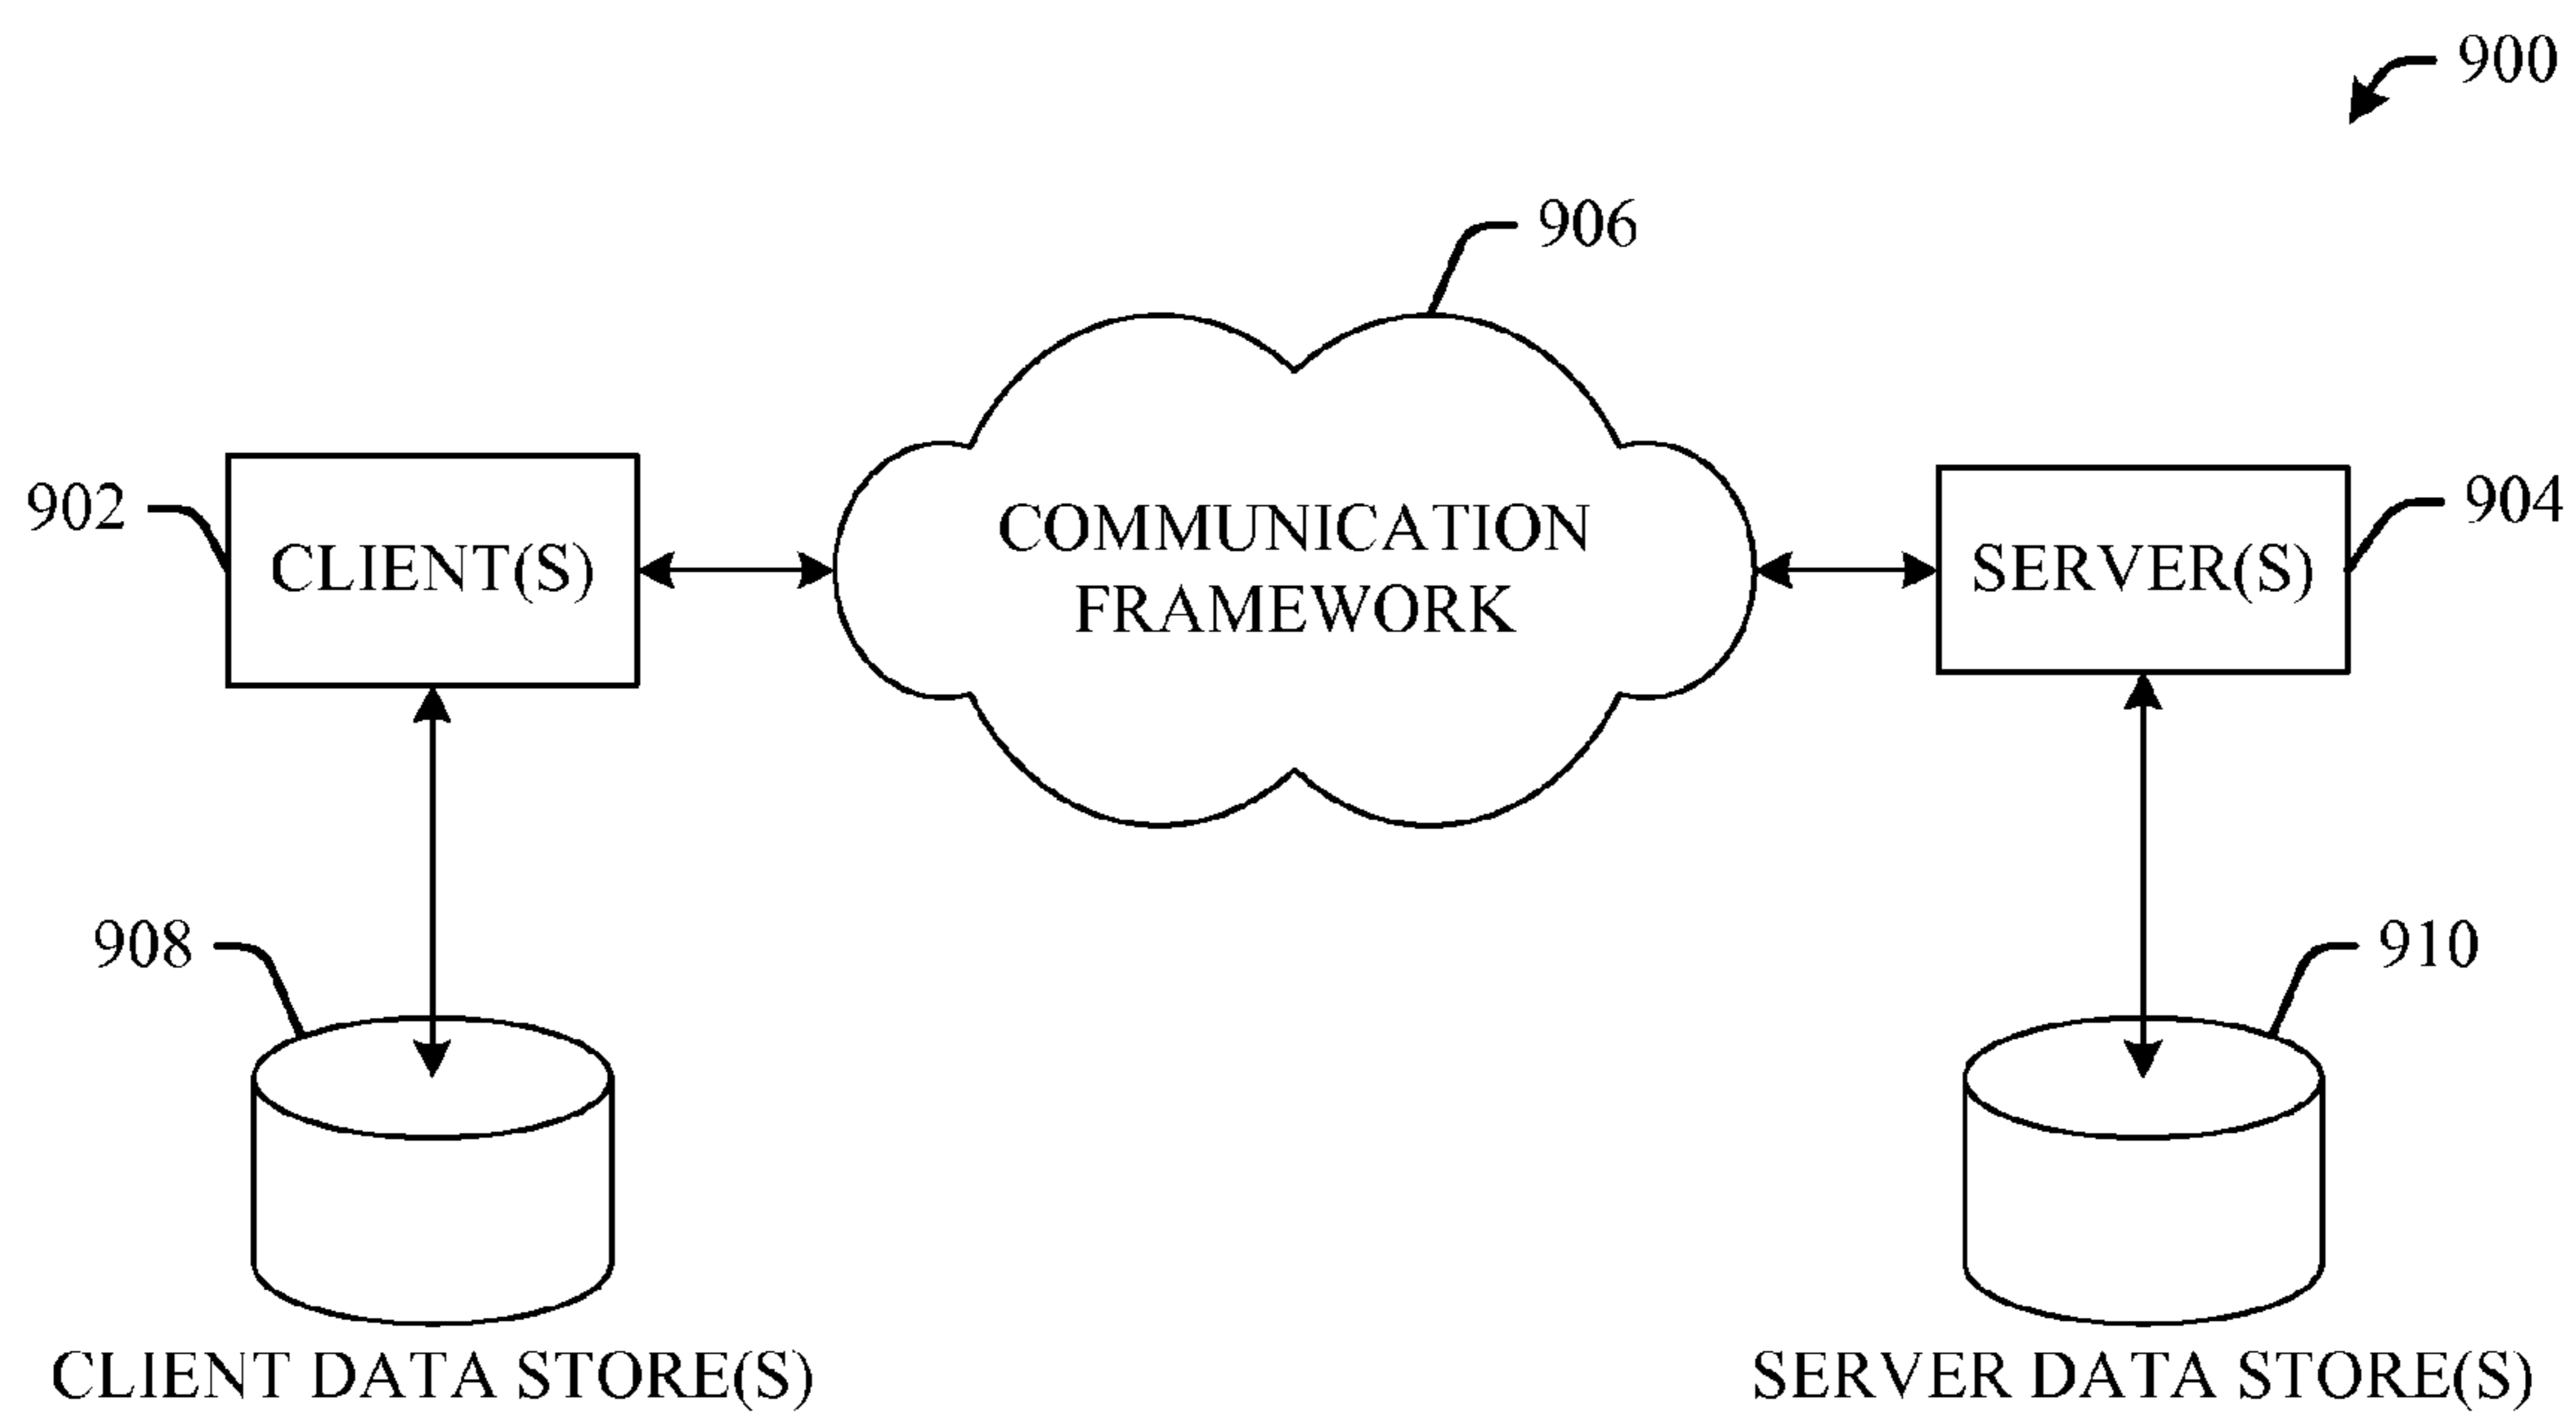 900
906
902
CLIENT(S)
COMMUNICATION
FRAMEWORK
SERVER(S)
904
908
910
CLIENT DATA STORE(S)
SERVER DATA STORE(S)